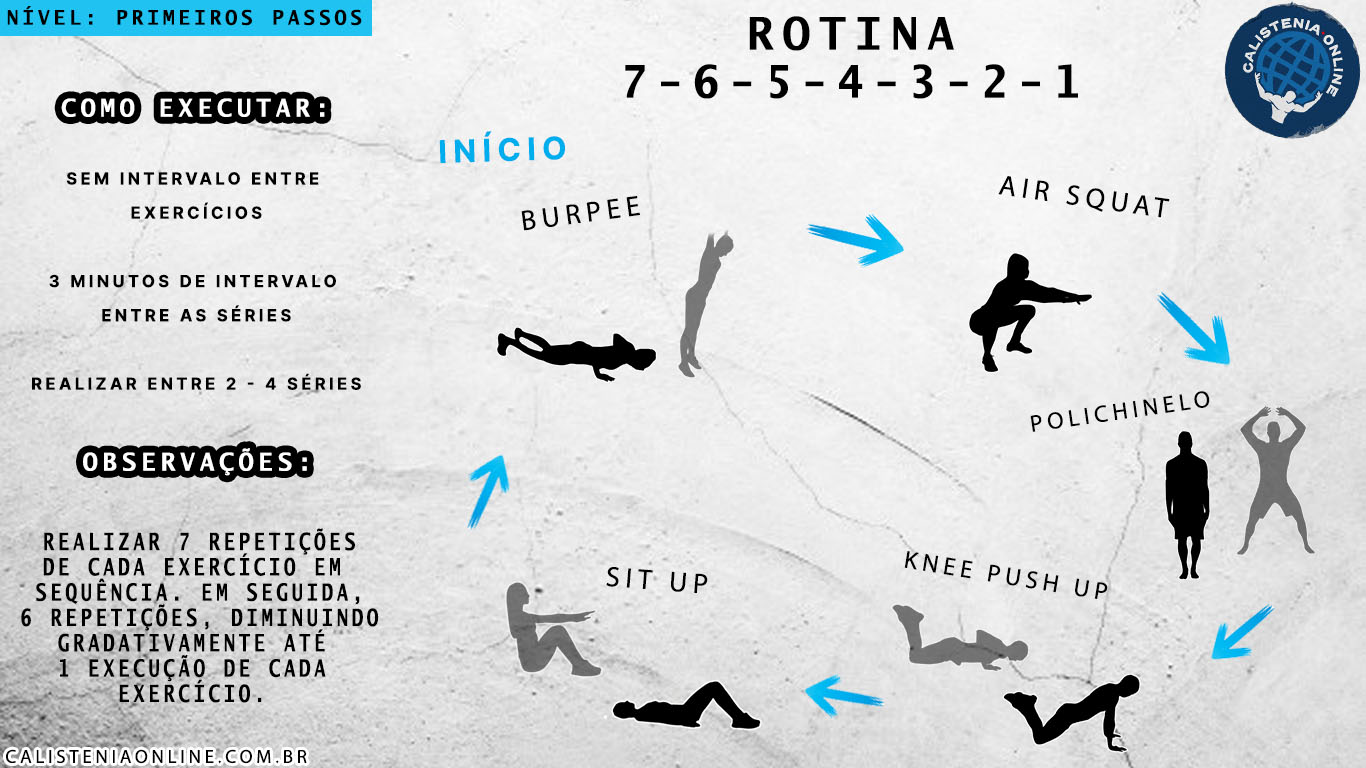 NÍVEL: PRIMEIROS PASSOS
ROTINA
7-6-5-4-3-2-1
CALISTENIA·ONLINE
COMO EXECUTAR:
SEM INTERVALO ENTRE
EXERCÍCIOS
3 MINUTOS DE INTERVALO
ENTRE AS SÉRIES
REALIZAR ENTRE 2 - 4 SÉRIES
OBSERVAÇÕES:
REALIZAR 7 REPETIÇÕES
DE CADA EXERCÍCIO EM
SEQUÊNCIA. EM SEGUIDA,
6 REPETIÇÕES, DIMINUINDO
GRADATIVAMENTE ATÉ
1 EXECUÇÃO DE CADA
EXERCÍCIO.
INÍCIO
BURPEE
AIR SQUAT
POLICHINELO
KNEE PUSH UP
SIT UP
CALISTENIAONLINE.COM.BR